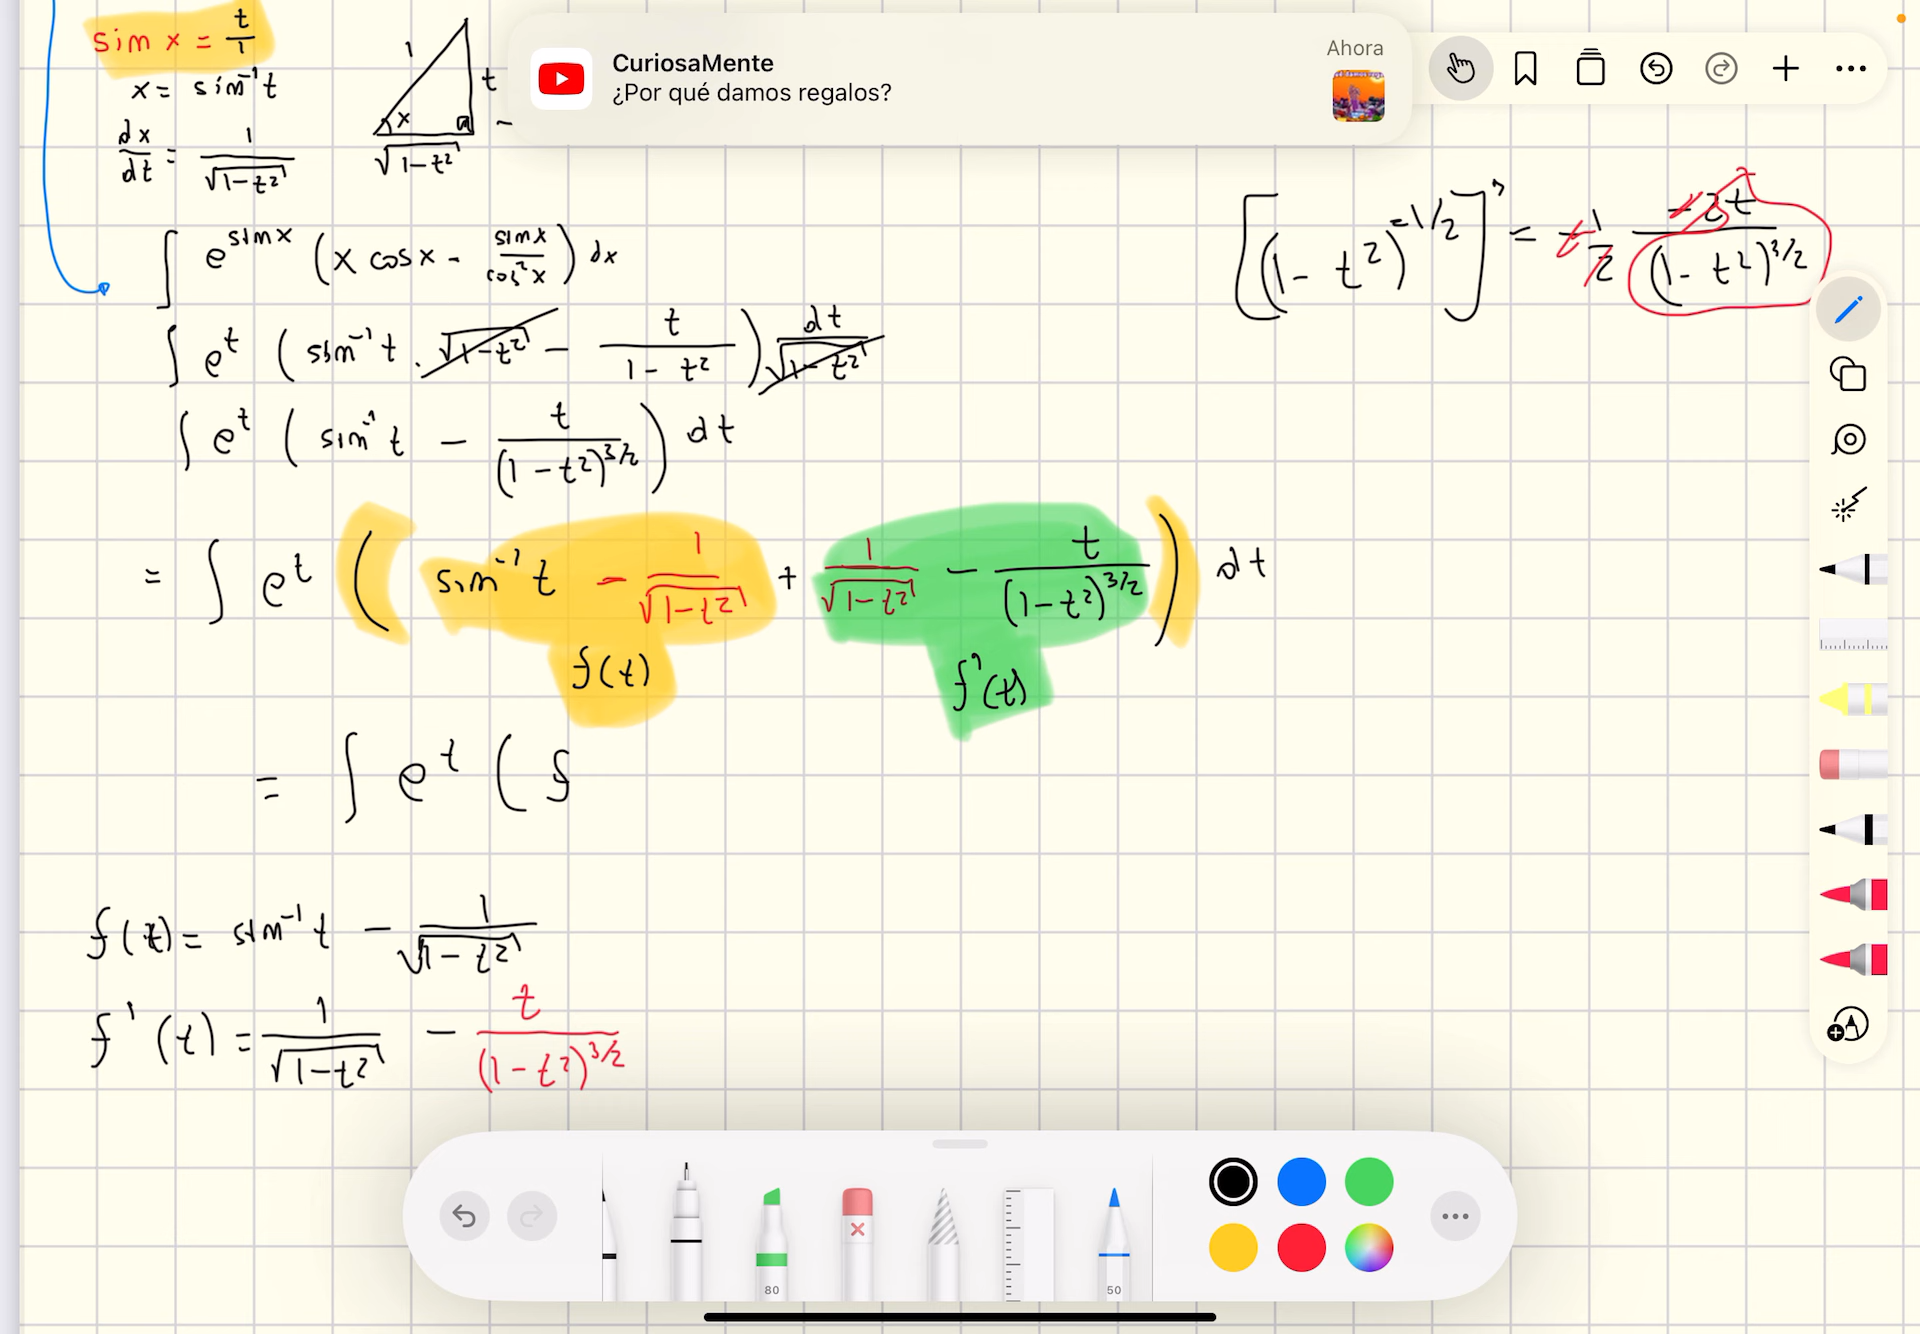 sin x = t/1
x = sin⁻¹ t
dx/dt = 1/√(1-t²)
1
t
x
√(1-t²)
CuriosaMente
¿Por qué damos regalos?
Ahora
[(1-t²)^(-1/2)]' = -1/2 · -2t/(1-t²)^(3/2)
∫ e^(sin x) (x cos x - sin x/cos² x) dx
∫ e^t (sin⁻¹ t · √(1-t²) - t/(1-t²)) dt/√(1-t²)
∫ e^t (sin⁻¹ t - t/(1-t²)^(3/2)) dt
= ∫ e^t (sin⁻¹ t - 1/√(1-t²) + 1/√(1-t²) - t/(1-t²)^(3/2)) dt
f(t) f'(t)
= ∫ e^t (f
f(t) = sin⁻¹ t - 1/√(1-t²)
f'(t) = 1/√(1-t²) - t/(1-t²)^(3/2)
80
50